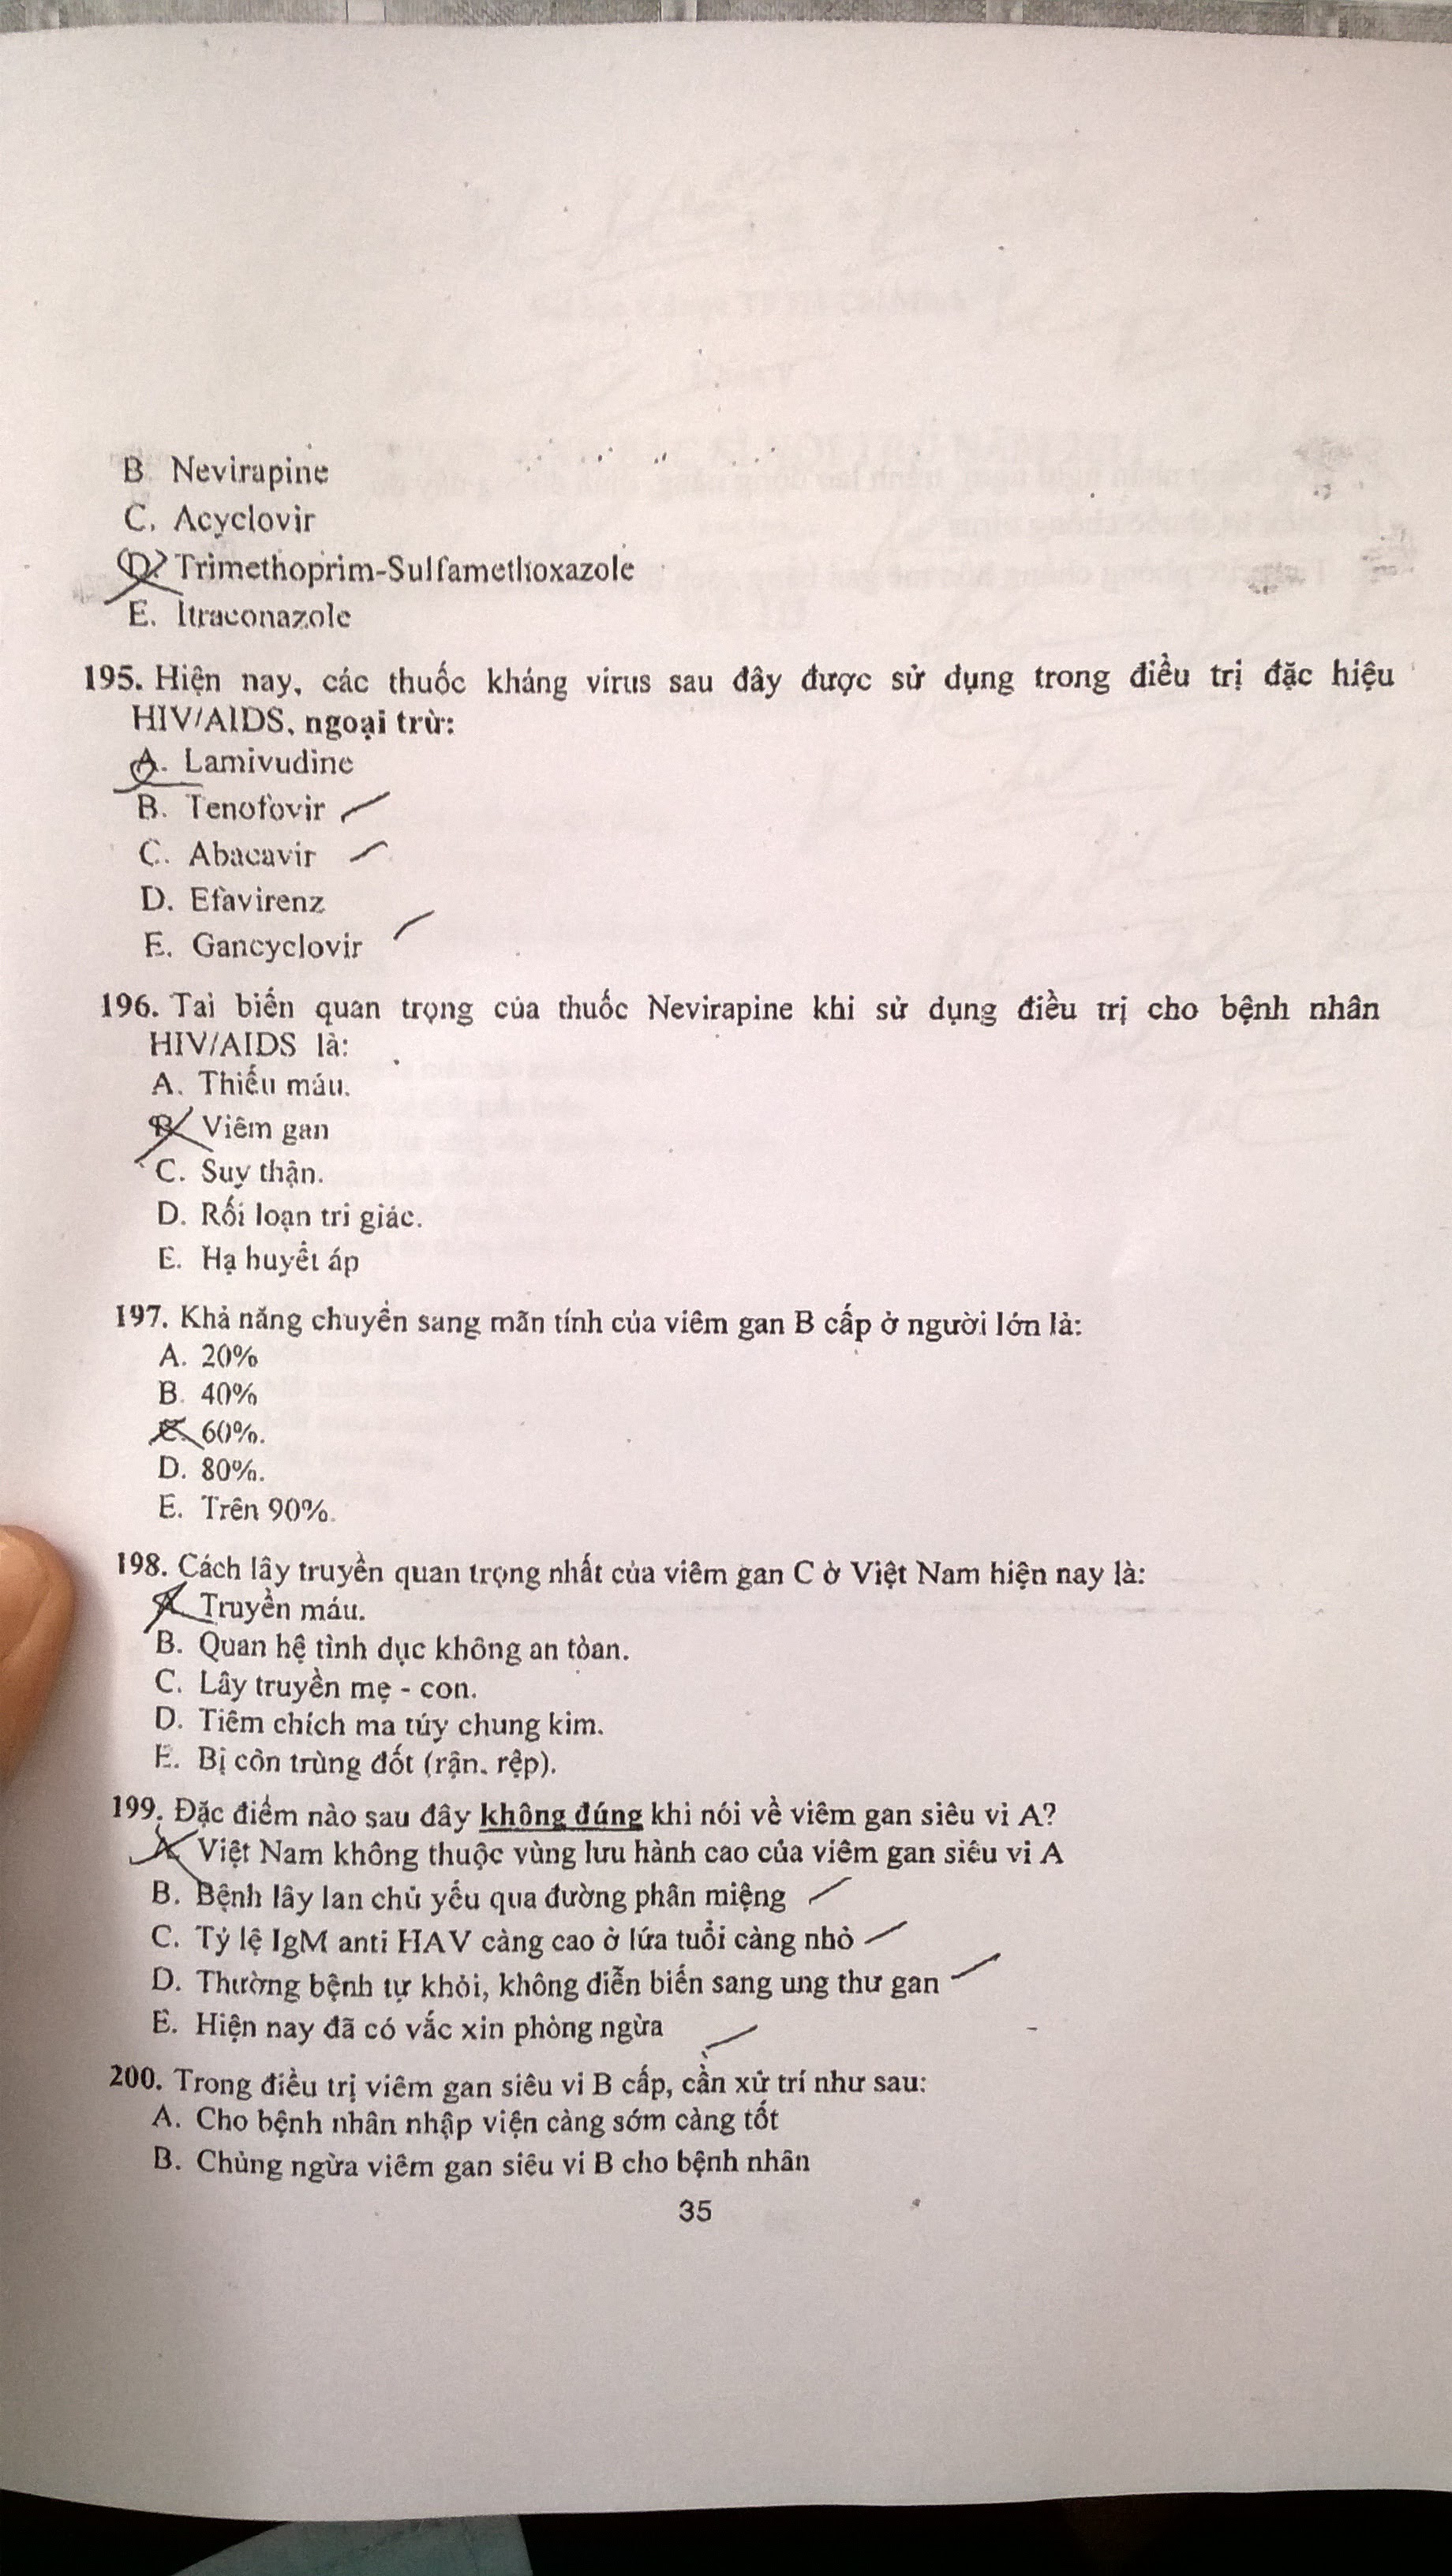 B. Nevirapine
C. Acyclovir
D. Trimethoprim-Sulfamethoxazole
E. Itraconazole
195. Hiện nay, các thuốc kháng virus sau đây được sử dụng trong điều trị đặc hiệu
HIV/AIDS, ngoại trừ:
A. Lamivudine
B. Tenofovir
C. Abacavir
D. Efavirenz
E. Gancyclovir
196. Tai biến quan trọng của thuốc Nevirapine khi sử dụng điều trị cho bệnh nhân
HIV/AIDS là:
A. Thiếu máu.
B. Viêm gan
C. Suy thận.
D. Rối loạn tri giác.
E. Hạ huyết áp
197. Khả năng chuyển sang mãn tính của viêm gan B cấp ở người lớn là:
A. 20%
B. 40%
C. 60%.
D. 80%.
E. Trên 90%.
198. Cách lây truyền quan trọng nhất của viêm gan C ở Việt Nam hiện nay là:
A. Truyền máu.
B. Quan hệ tình dục không an tòan.
C. Lây truyền mẹ - con.
D. Tiêm chích ma túy chung kim.
E. Bị côn trùng đốt (rận, rệp).
199. Đặc điểm nào sau đây không đúng khi nói về viêm gan siêu vi A?
A. Việt Nam không thuộc vùng lưu hành cao của viêm gan siêu vi A
B. Bệnh lây lan chủ yếu qua đường phân miệng
C. Tỷ lệ IgM anti HAV càng cao ở lứa tuổi càng nhỏ
D. Thường bệnh tự khỏi, không diễn biến sang ung thư gan
E. Hiện nay đã có vắc xin phòng ngừa
200. Trong điều trị viêm gan siêu vi B cấp, cần xử trí như sau:
A. Cho bệnh nhân nhập viện càng sớm càng tốt
B. Chủng ngừa viêm gan siêu vi B cho bệnh nhân
35